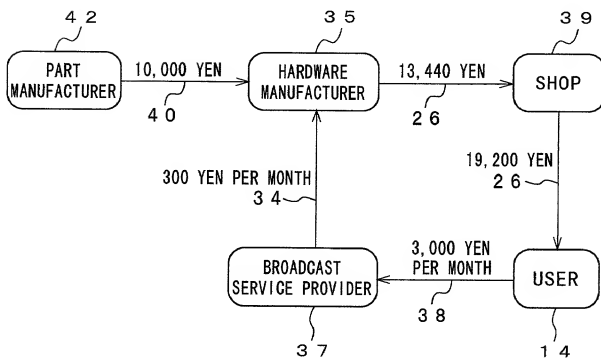 42
35
39
PART
MANUFACTURER
10,000 YEN
40
HARDWARE
MANUFACTURER
13,440 YEN
26
SHOP
19,200 YEN
26
300 YEN PER MONTH
34
BROADCAST
SERVICE PROVIDER
37
3,000 YEN
PER MONTH
38
USER
14